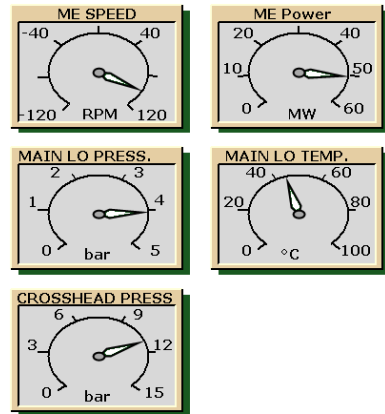 ME SPEED
-40 40
-120 RPM 120
ME Power
20 40
10 50
0 MW 60
MAIN LO PRESS.
2 3
1 4
0 bar 5
MAIN LO TEMP.
40 60
20 80
0 °C 100
CROSSHEAD PRESS
6 9
3 12
0 bar 15